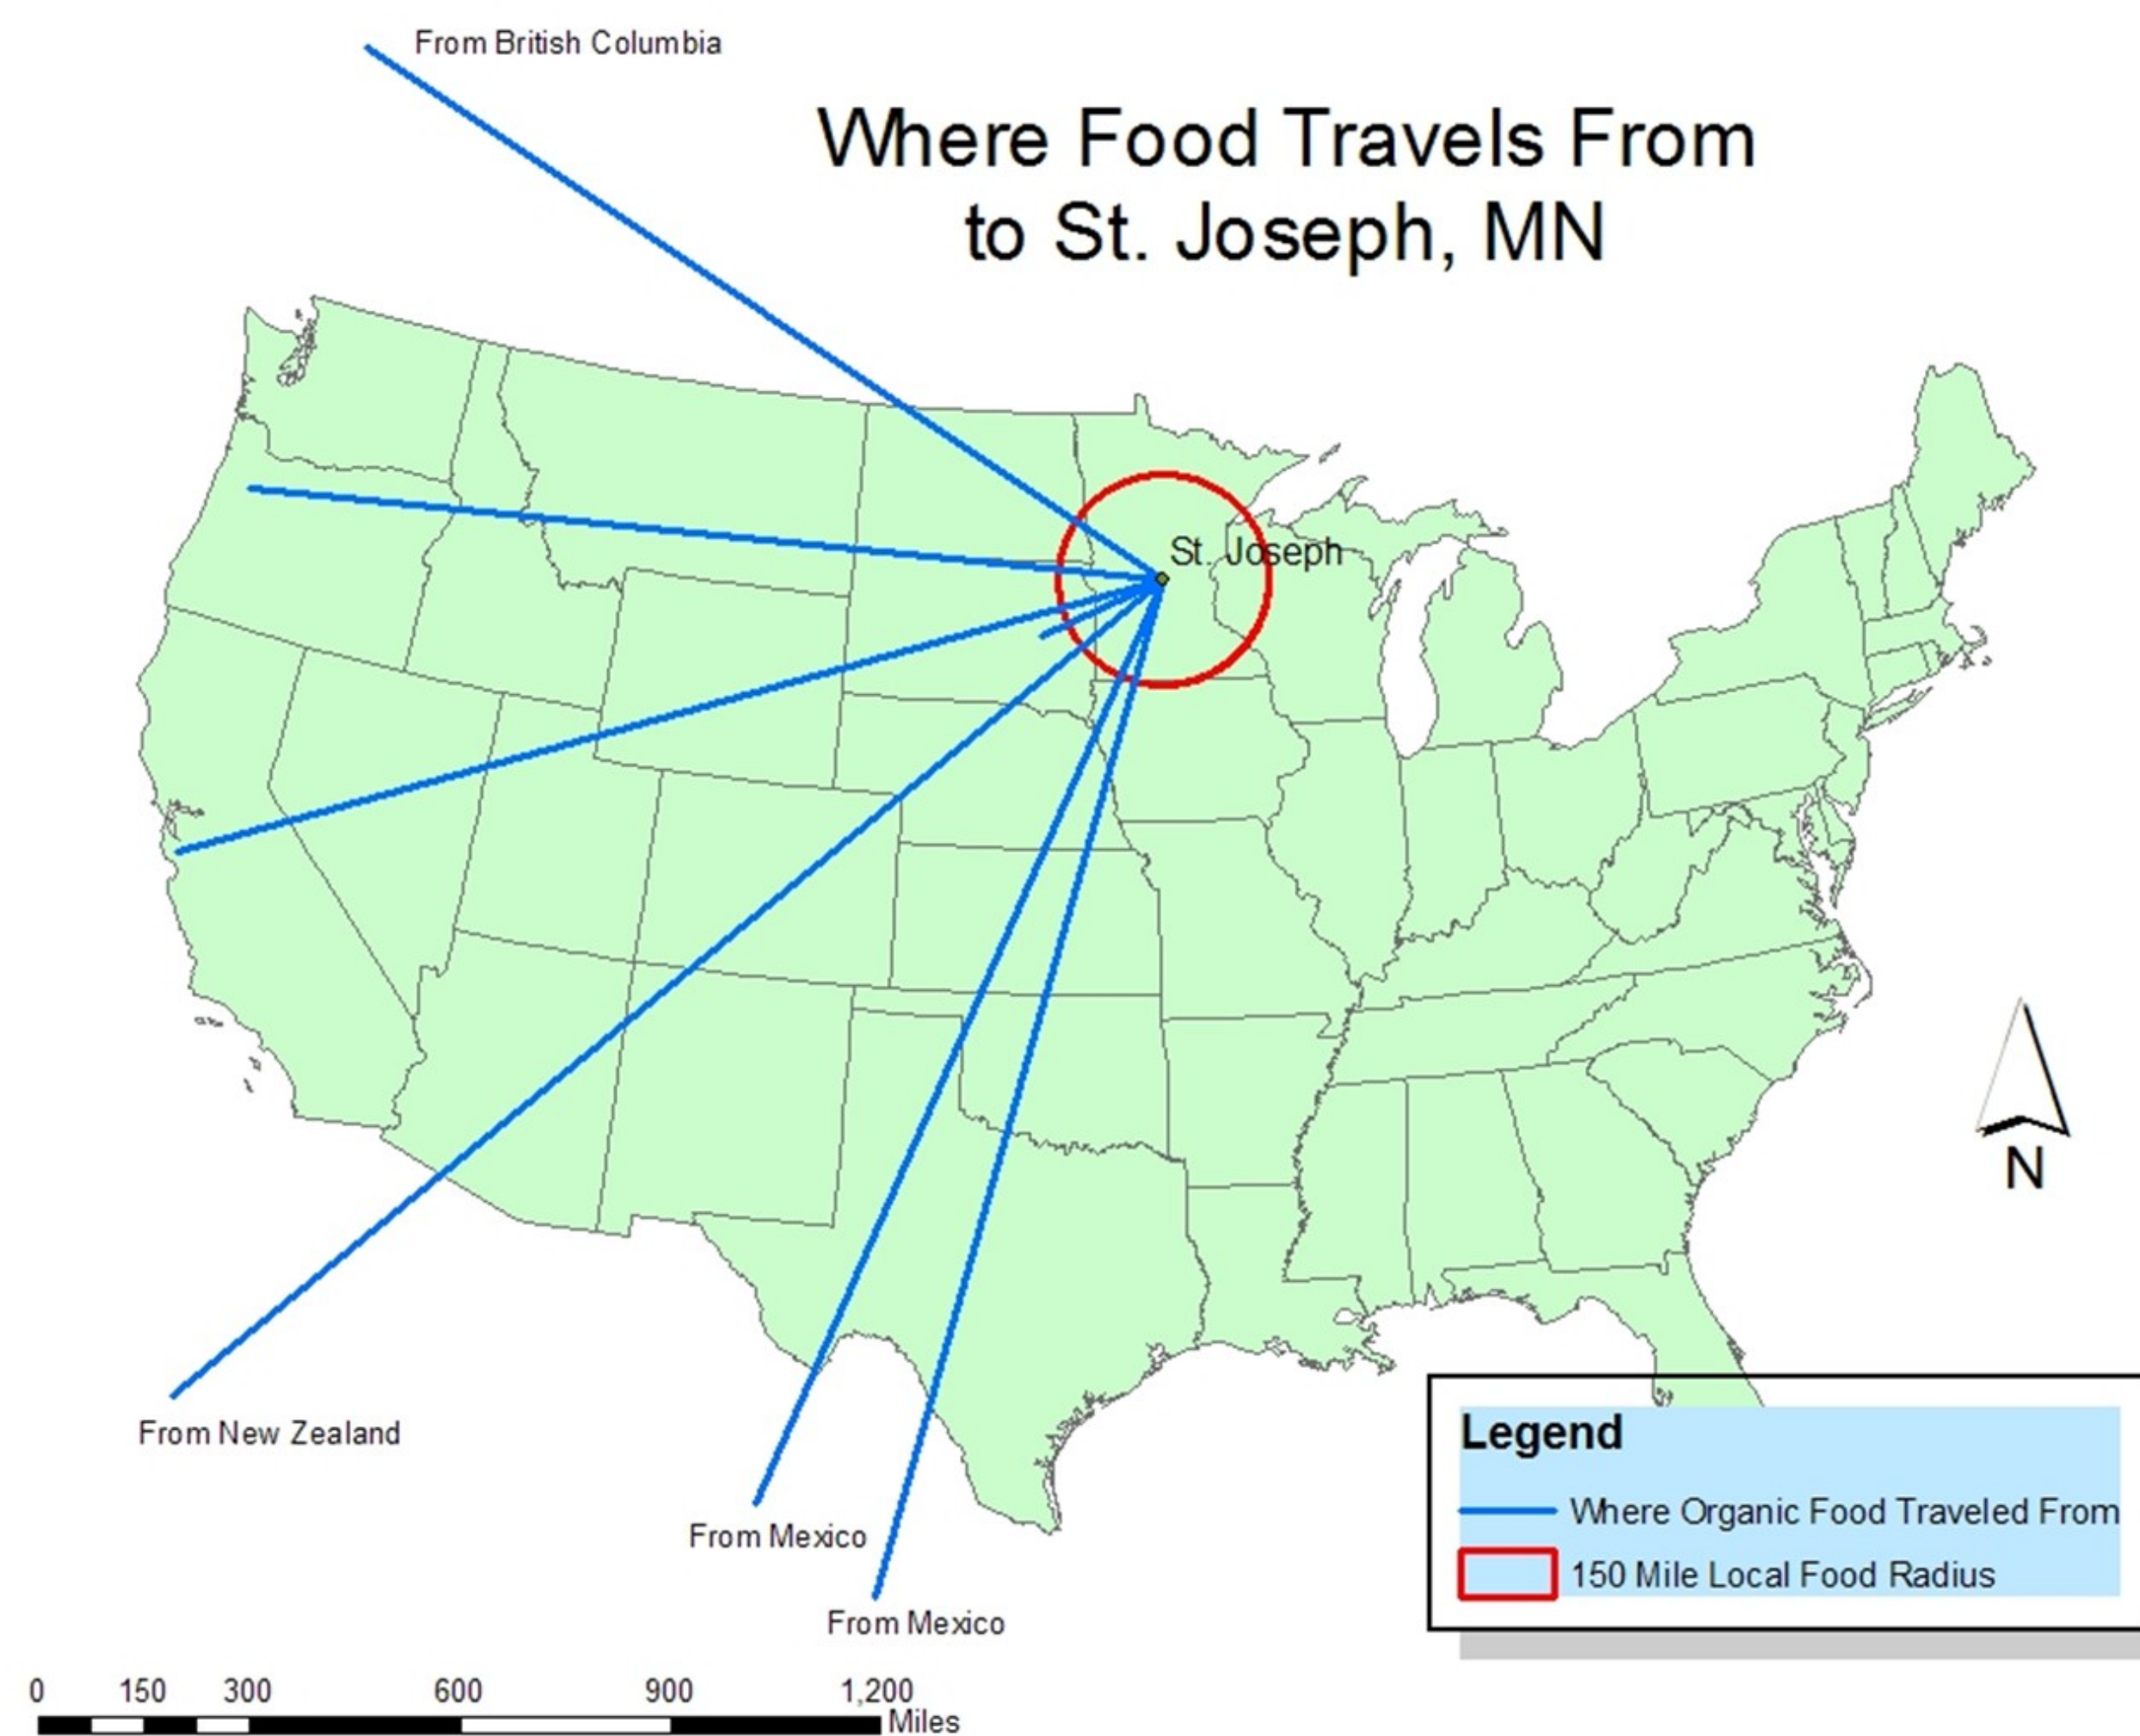 From British Columbia
Where Food Travels From
to St. Joseph, MN
St. Joseph
N
From New Zealand
From Mexico
From Mexico
Legend
Where Organic Food Traveled From
150 Mile Local Food Radius
0 150 300 600 900 1,200
Miles